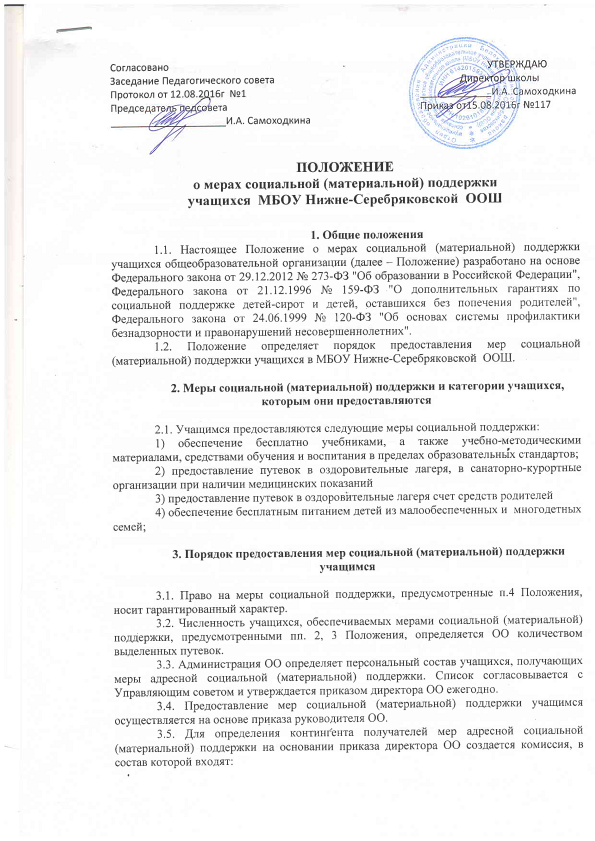 Согласовано
Заседание Педагогического совета
Протокол от 12.08.2016г №1
Председатель педсовета
И.А. Самоходкина
УТВЕРЖДАЮ
Директор школы
И.А. Самоходкина
Приказ от15.08.2016г №117
ПОЛОЖЕНИЕ
о мерах социальной (материальной) поддержки
учащихся МБОУ Нижне-Серебряковской ООШ
1. Общие положения
1.1. Настоящее Положение о мерах социальной (материальной) поддержки
учащихся общеобразовательной организации (далее – Положение) разработано на основе
Федерального закона от 29.12.2012 № 273-ФЗ "Об образовании в Российской Федерации",
Федерального закона от 21.12.1996 № 159-ФЗ "О дополнительных гарантиях по
социальной поддержке детей-сирот и детей, оставшихся без попечения родителей",
Федерального закона от 24.06.1999 № 120-ФЗ "Об основах системы профилактики
безнадзорности и правонарушений несовершеннолетних".
1.2. Положение определяет порядок предоставления мер социальной
(материальной) поддержки учащихся в МБОУ Нижне-Серебряковской ООШ.
2. Меры социальной (материальной) поддержки и категории учащихся,
которым они предоставляются
2.1. Учащимся предоставляются следующие меры социальной поддержки:
1) обеспечение бесплатно учебниками, а также учебно-методическими
материалами, средствами обучения и воспитания в пределах образовательных стандартов;
2) предоставление путевок в оздоровительные лагеря, в санаторно-курортные
организации при наличии медицинских показаний
3) предоставление путевок в оздоровительные лагеря счет средств родителей
4) обеспечение бесплатным питанием детей из малообеспеченных и многодетных
семей;
3. Порядок предоставления мер социальной (материальной) поддержки
учащимся
3.1. Право на меры социальной поддержки, предусмотренные п.4 Положения,
носит гарантированный характер.
3.2. Численность учащихся, обеспечиваемых мерами социальной (материальной)
поддержки, предусмотренными пп. 2, 3 Положения, определяется ОО количеством
выделенных путевок.
3.3. Администрация ОО определяет персональный состав учащихся, получающих
меры адресной социальной (материальной) поддержки. Список согласовывается с
Управляющим советом и утверждается приказом директора ОО ежегодно.
3.4. Предоставление мер социальной (материальной) поддержки учащимся
осуществляется на основе приказа руководителя ОО.
3.5. Для определения контингента получателей мер адресной социальной
(материальной) поддержки на основании приказа директора ОО создается комиссия, в
состав которой входят: